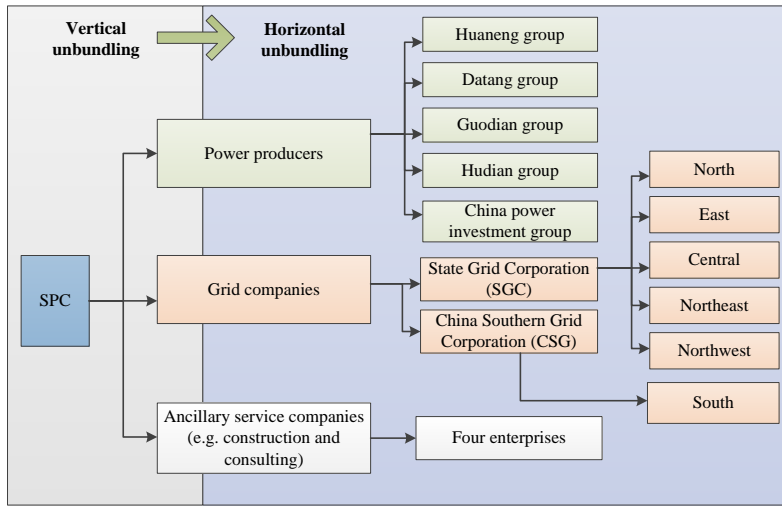 Vertical
unbundling
Horizontal
unbundling
Huaneng group
Datang group
Guodian group
Hudian group
China power
investment group
Power producers
North
East
Central
Northeast
Northwest
South
SPC
Grid companies
State Grid Corporation
(SGC)
China Southern Grid
Corporation (CSG)
Ancillary service companies
(e.g. construction and
consulting)
Four enterprises